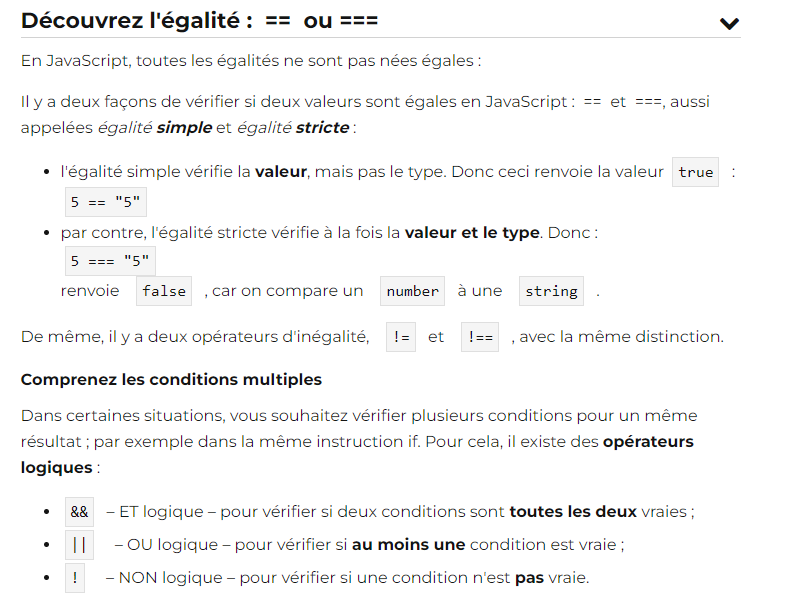 Découvrez l'égalité : == ou ===
En JavaScript, toutes les égalités ne sont pas nées égales :
Il y a deux façons de vérifier si deux valeurs sont égales en JavaScript : == et ===, aussi
appelées égalité simple et égalité stricte :
• l'égalité simple vérifie la valeur, mais pas le type. Donc ceci renvoie la valeur true :
5 == "5"
• par contre, l'égalité stricte vérifie à la fois la valeur et le type. Donc :
5 === "5"
renvoie false , car on compare un number à une string .
De même, il y a deux opérateurs d'inégalité, != et !== , avec la même distinction.
Comprenez les conditions multiples
Dans certaines situations, vous souhaitez vérifier plusieurs conditions pour un même
résultat ; par exemple dans la même instruction if. Pour cela, il existe des opérateurs
logiques :
• && – ET logique – pour vérifier si deux conditions sont toutes les deux vraies ;
• || – OU logique – pour vérifier si au moins une condition est vraie ;
• ! – NON logique – pour vérifier si une condition n'est pas vraie.